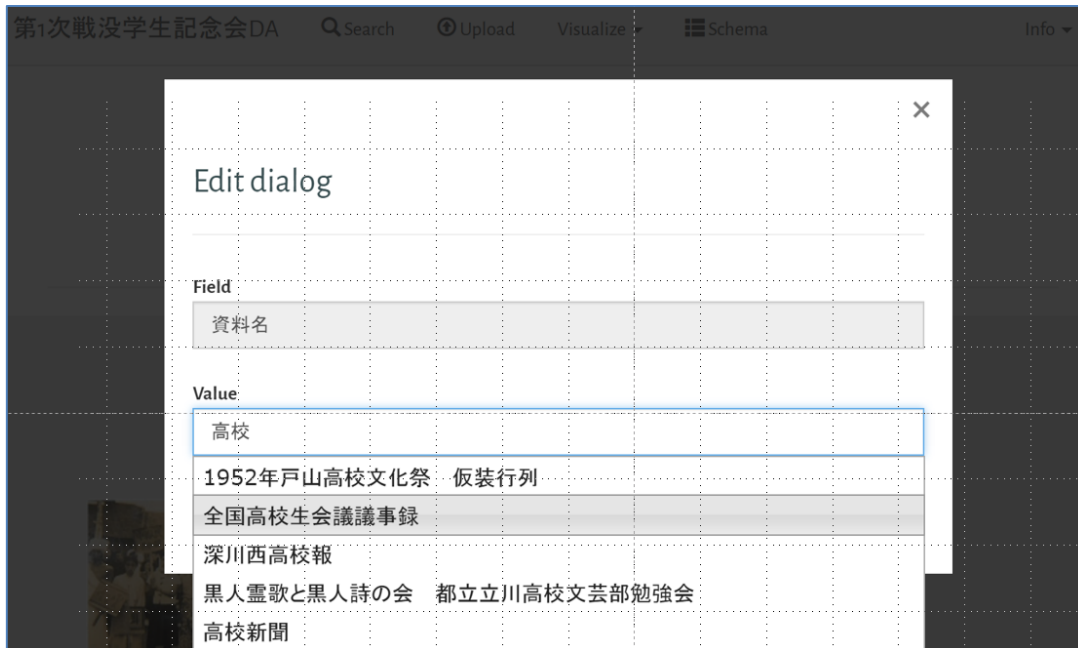 第1次戦没学生記念会DA Search Upload Visualize Schema Info
×
Edit dialog
Field
資料名
Value
高校
1952年戸山高校文化祭　仮装行列
全国高校生会議議事録
深川西高校報
黒人霊歌と黒人詩の会　都立立川高校文芸部勉強会
高校新聞